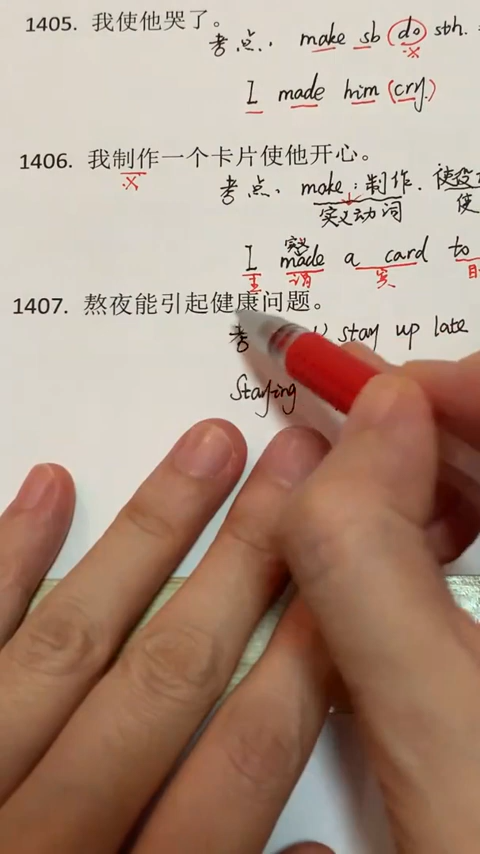 1405. 我使他哭了。
考点: make sb do sth.
I made him (cry.)
1406. 我制作一个卡片使他开心。
考点: make: 制作. 使
实义动词 使
实义
I made a card to
主 谓 宾
1407. 熬夜能引起健康问题。
考 stay up late
Staying